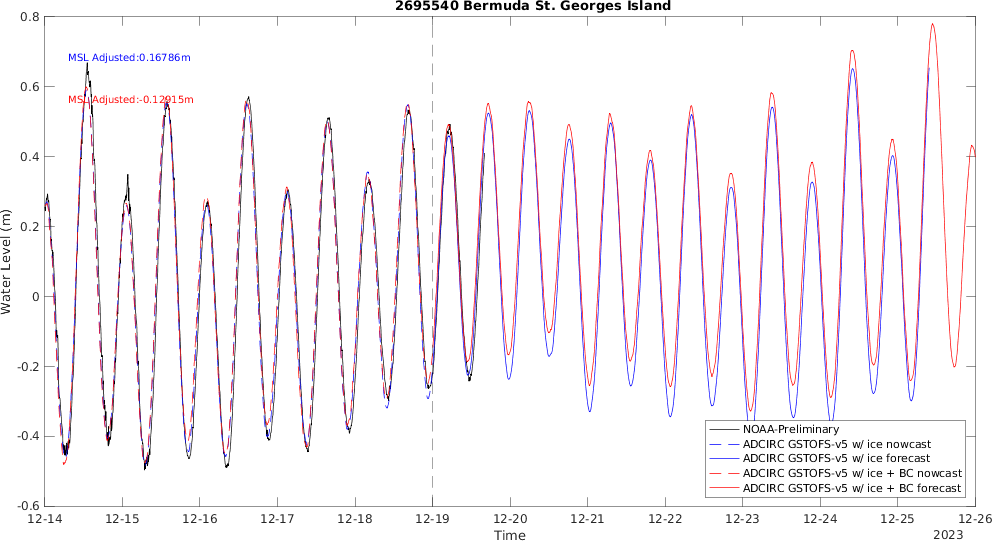 2695540 Bermuda St. Georges Island
0.8
0.6
0.4
0.2
0
-0.2
-0.4
-0.6
Water Level (m)
MSL Adjusted:0.16786m
MSL Adjusted:-0.12915m
NOAA-Preliminary
ADCIRC GSTOFS-v5 w/ ice nowcast
ADCIRC GSTOFS-v5 w/ ice forecast
ADCIRC GSTOFS-v5 w/ ice + BC nowcast
ADCIRC GSTOFS-v5 w/ ice + BC forecast
12-14 12-15 12-16 12-17 12-18 12-19 12-20 12-21 12-22 12-23 12-24 12-25 12-26
Time
2023